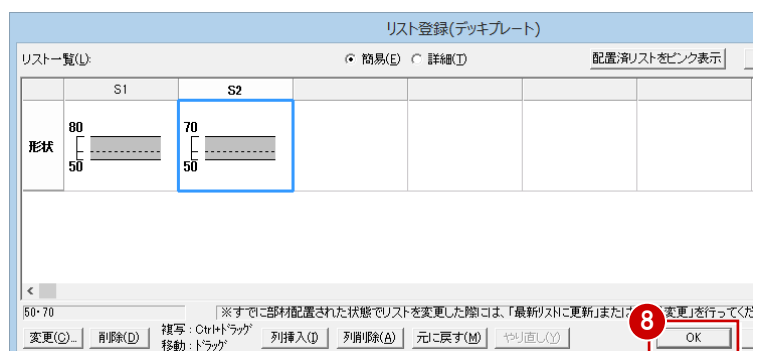 リスト登録(デッキプレート)
リスト一覧(L): 簡易(E) 詳細(T) 配置済リストをピンク表示
S1 S2
形状 80 70
50 50
50・70 ※すでに部材配置された状態でリストを変更した際には、「最新リストに更新」または 変更」を行ってくだ
8
変更(C)... 削除(D) 複写：Ctrl+ドラッグ 列挿入(I) 列削除(A) 元に戻す(M) やり直し(Y) OK
移動：ドラッグ